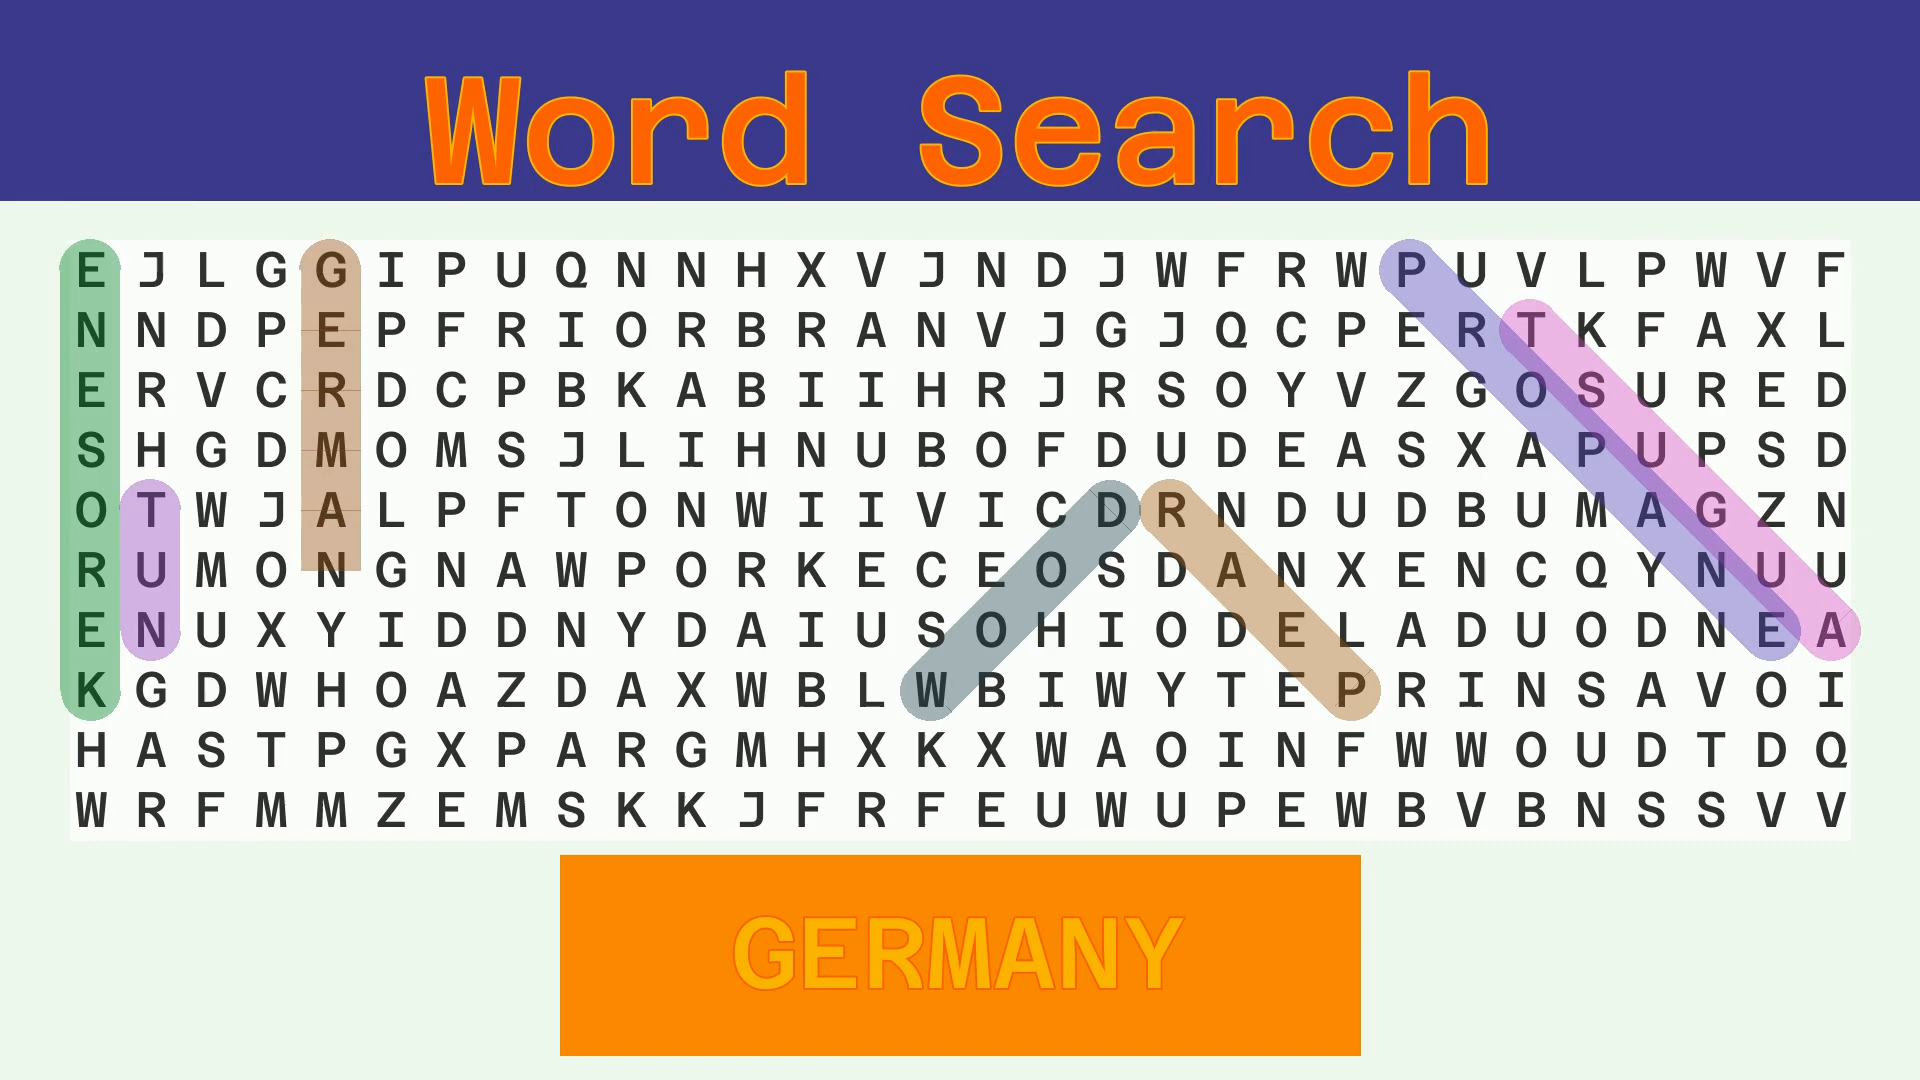 Word Search
E J L G G I P U Q N N H X V J N D J W F R W P U V L P W V F
N N D P E P F R I O R B R A N V J G J Q C P E R T K F A X L
E R V C R D C P B K A B I I H R J R S O Y V Z G O S U R E D
S H G D M O M S J L I H N U B O F D U D E A S X A P U P S D
O T W J A L P F T O N W I I V I C D R N D U D B U M A G Z N
R U M O N G N A W P O R K E C E O S D A N X E N C Q Y N U U
E N U X Y I D D N Y D A I U S O H I O D E L A D U O D N E A
K G D W H O A Z D A X W B L W B I W Y T E P R I N S A V O I
H A S T P G X P A R G M H X K X W A O I N F W W O U D T D Q
W R F M M Z E M S K K J F R F E U W U P E W B V B N S S V V
GERMANY